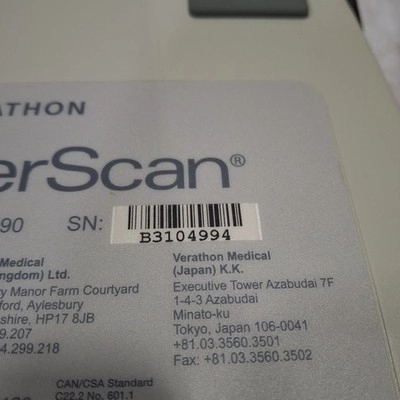 ATHON
erScan®
90 SN: B3104994
Medical
ngdom) Ltd.
y Manor Farm Courtyard
ford, Aylesbury
shire, HP17 8JB
9.207
4.299.218
Verathon Medical
(Japan) K.K.
Executive Tower Azabudai 7F
1-4-3 Azabudai
Minato-ku
Tokyo, Japan 106-0041
+81.03.3560.3501
Fax: +81.03.3560.3502
CAN/CSA Standard
C22.2 No. 601.1